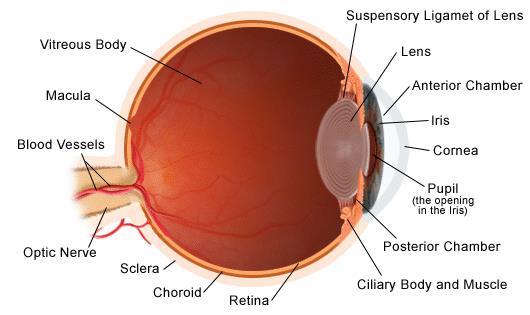 Suspensory Ligamet of Lens
Vitreous Body
Lens
Anterior Chamber
Macula
Iris
Blood Vessels
Cornea
Pupil
(the opening
in the Iris)
Optic Nerve
Posterior Chamber
Sclera
Ciliary Body and Muscle
Choroid
Retina